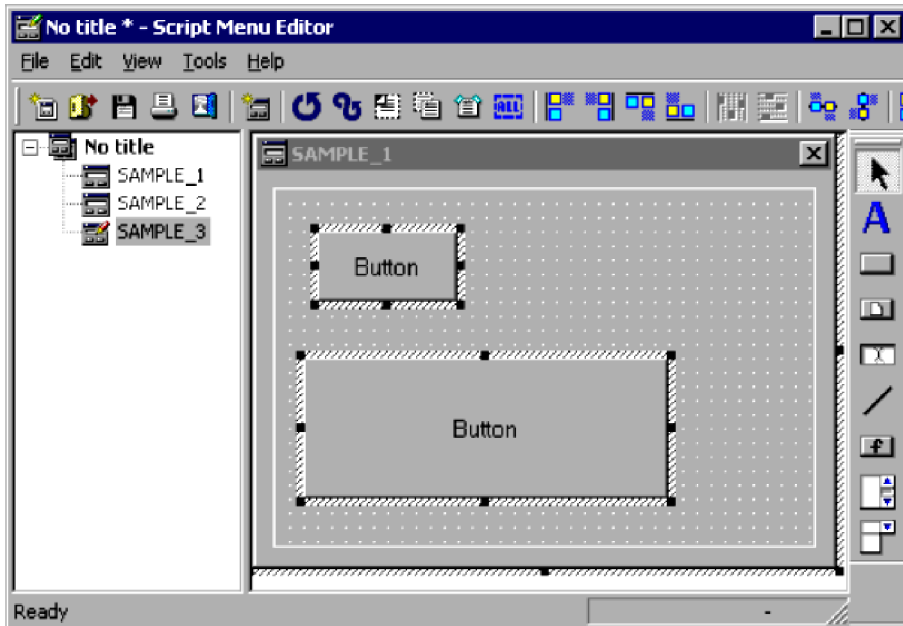 No title * - Script Menu Editor
File Edit View Tools Help
ALL
No title
SAMPLE_1
SAMPLE_2
SAMPLE_3
SAMPLE_1
Button
Button
A
f
Ready
-